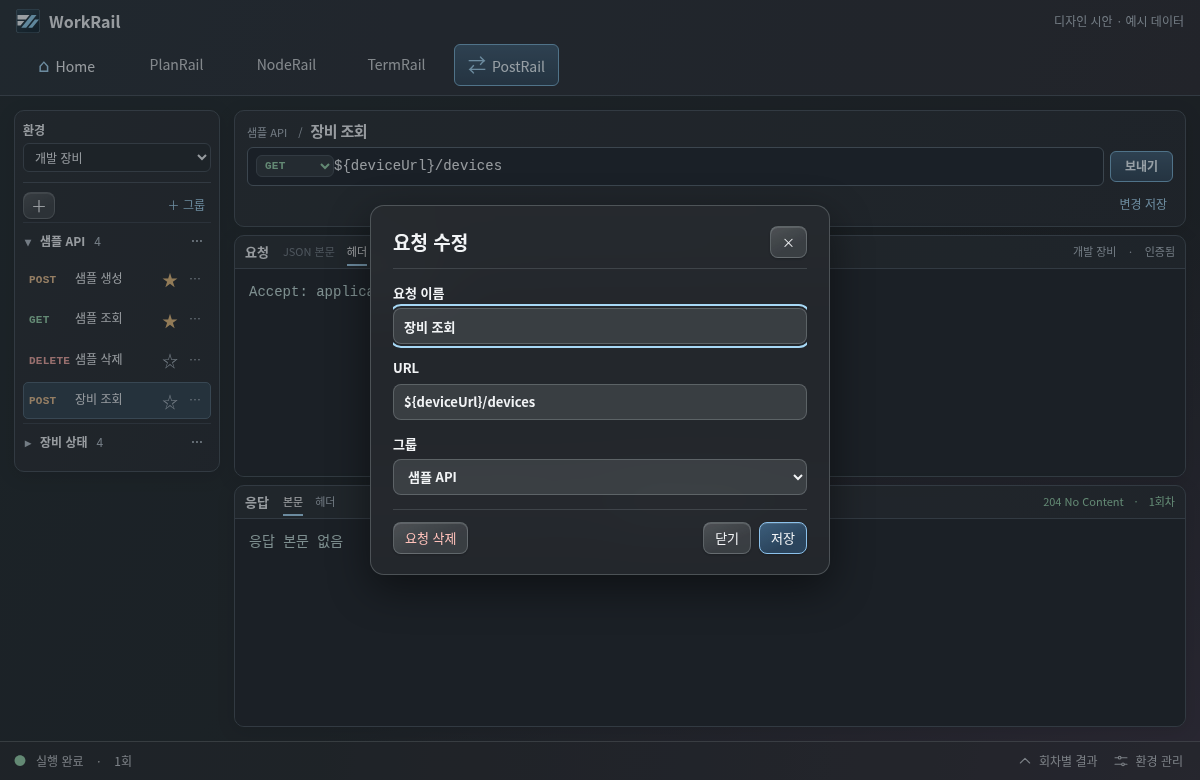 WorkRail
디자인 시안 · 예시 데이터
Home
PlanRail
NodeRail
TermRail
PostRail
환경
개발 장비
+
+ 그룹
▾ 샘플 API 4 ···
POST 샘플 생성 ★ ···
GET 샘플 조회 ★ ···
DELETE 샘플 삭제 ☆ ···
POST 장비 조회 ☆ ···
▸ 장비 상태 4 ···
샘플 API / 장비 조회
GET ${deviceUrl}/devices
보내기
변경 저장
요청 JSON 본문 헤더
개발 장비 · 인증됨
Accept: applica
요청 수정
×
요청 이름
장비 조회
URL
${deviceUrl}/devices
그룹
샘플 API
요청 삭제
닫기
저장
응답 본문 헤더
204 No Content · 1회차
응답 본문 없음
실행 완료 · 1회
회차별 결과
환경 관리